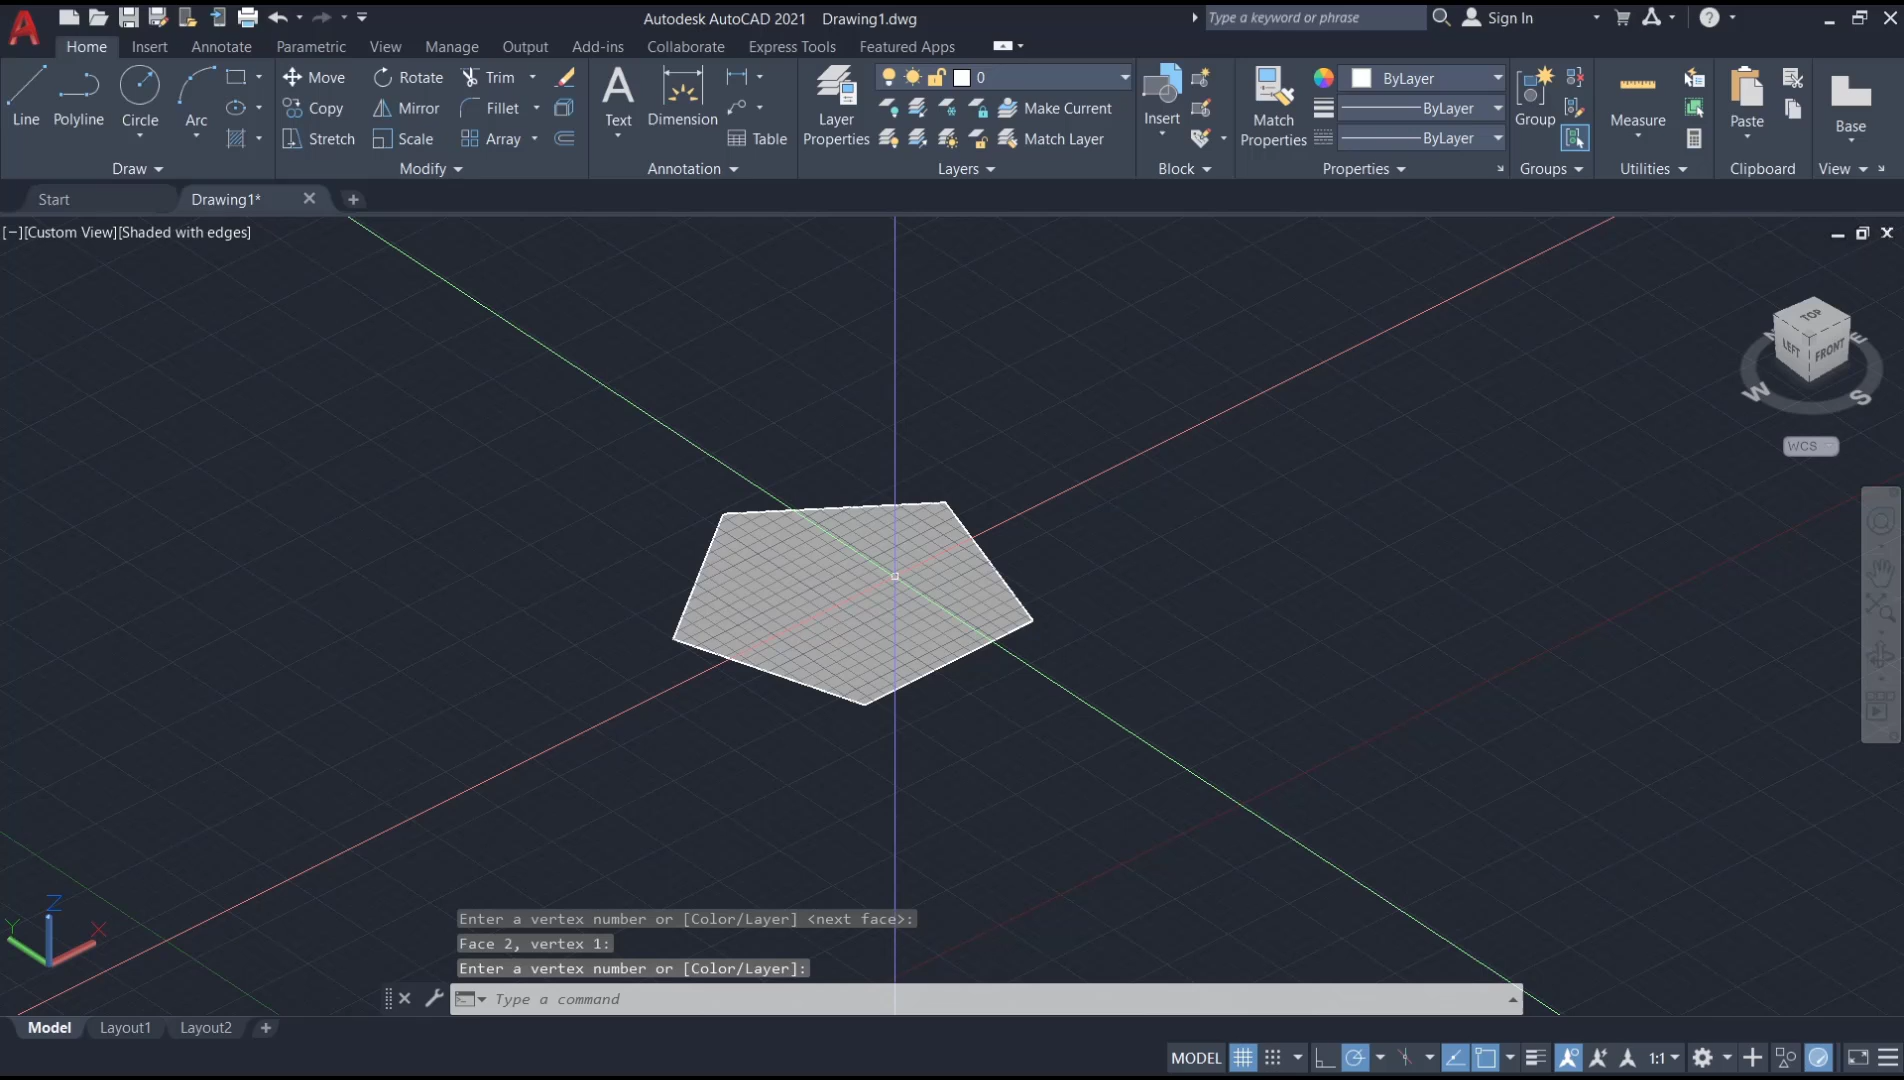 Autodesk AutoCAD 2021 Drawing1.dwg
Type a keyword or phrase
Sign In
Home Insert Annotate Parametric View Manage Output Add-ins Collaborate Express Tools Featured Apps
Line
Polyline
Circle
Arc
Draw
Move
Rotate
Trim
Copy
Mirror
Fillet
Stretch
Scale
Array
Modify
Text
Dimension
Table
Annotation
Layer
Properties
0
Make Current
Match Layer
Layers
Insert
Block
Match
Properties
ByLayer
ByLayer
ByLayer
Properties
Group
Groups
Measure
Utilities
Paste
Clipboard
Base
View
Start
Drawing1*
[−][Custom View][Shaded with edges]
TOP
LEFT
FRONT
N
E
W
S
WCS
Z
Y
X
Enter a vertex number or [Color/Layer] <next face>:
Face 2, vertex 1:
Enter a vertex number or [Color/Layer]:
Type a command
Model Layout1 Layout2
MODEL
1:1